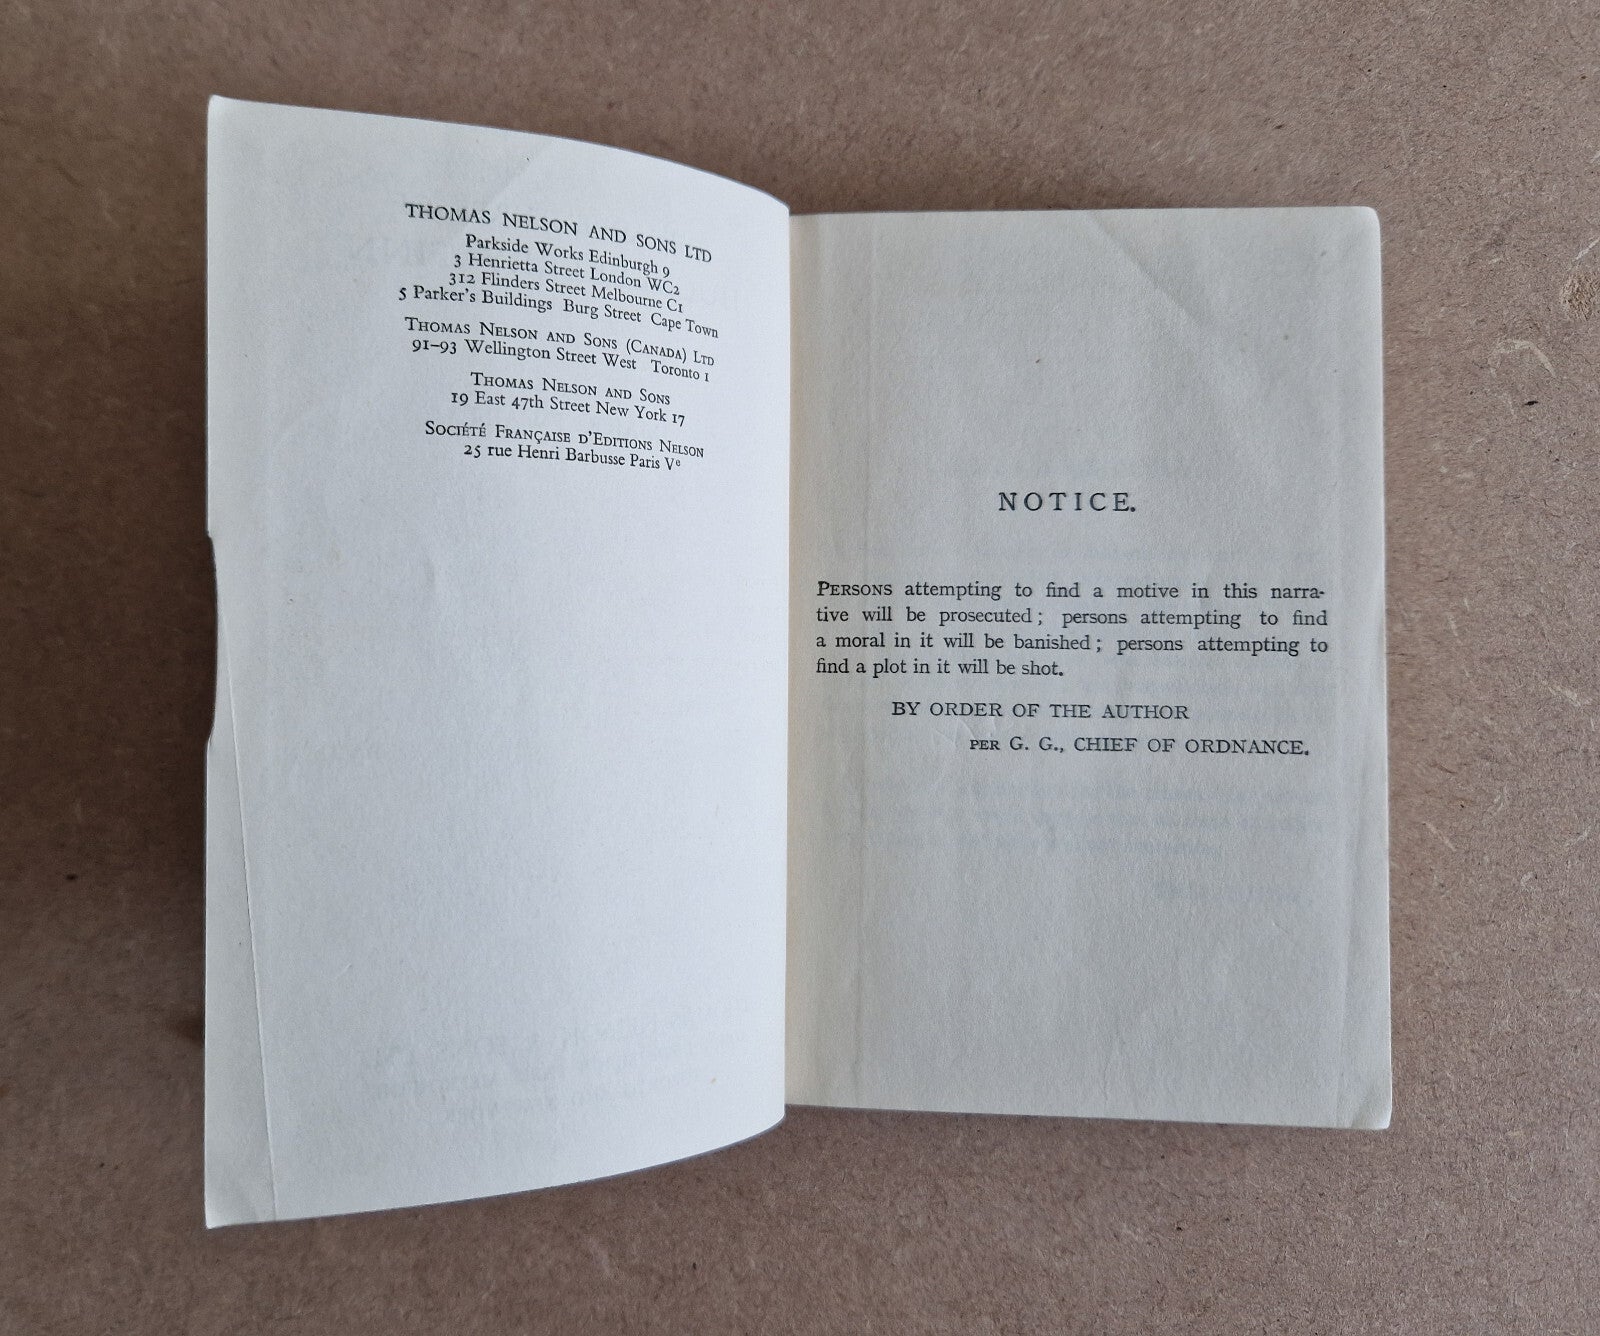 THOMAS NELSON AND SONS LTD
Parkside Works Edinburgh 9
3 Henrietta Street London WC2
312 Flinders Street Melbourne C1
5 Parker's Buildings Burg Street Cape Town
THOMAS NELSON AND SONS (CANADA) LTD
91–93 Wellington Street West Toronto 1
THOMAS NELSON AND SONS
19 East 47th Street New York 17
SOCIÉTÉ FRANÇAISE D'EDITIONS NELSON
25 rue Henri Barbusse Paris Ve
NOTICE.
PERSONS attempting to find a motive in this narra-
tive will be prosecuted; persons attempting to find
a moral in it will be banished; persons attempting to
find a plot in it will be shot.
BY ORDER OF THE AUTHOR
PER G. G., CHIEF OF ORDNANCE.